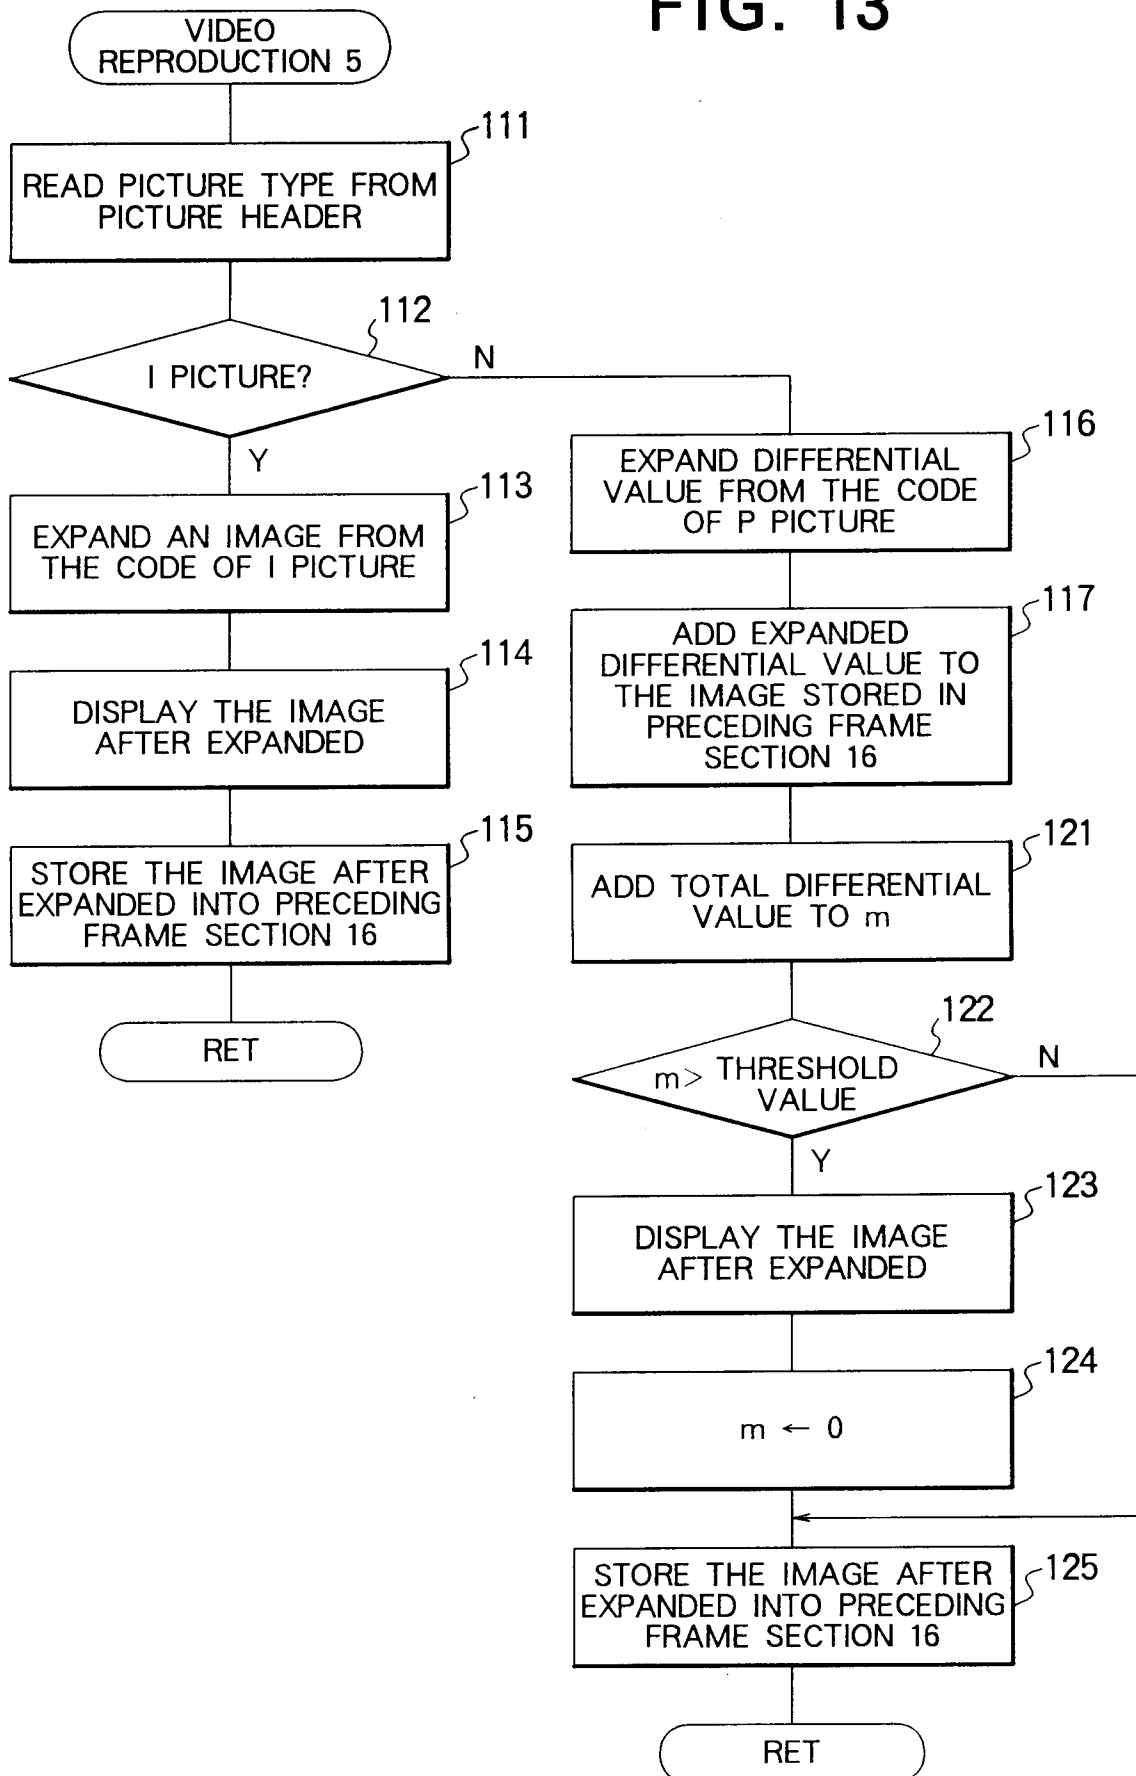 FIG. 13
VIDEO
REPRODUCTION 5
111
READ PICTURE TYPE FROM
PICTURE HEADER
112
I PICTURE?
N
Y
113
EXPAND AN IMAGE FROM
THE CODE OF I PICTURE
114
DISPLAY THE IMAGE
AFTER EXPANDED
115
STORE THE IMAGE AFTER
EXPANDED INTO PRECEDING
FRAME SECTION 16
RET
116
EXPAND DIFFERENTIAL
VALUE FROM THE CODE
OF P PICTURE
117
ADD EXPANDED
DIFFERENTIAL VALUE TO
THE IMAGE STORED IN
PRECEDING FRAME
SECTION 16
121
ADD TOTAL DIFFERENTIAL
VALUE TO m
122
m> THRESHOLD
VALUE
N
Y
123
DISPLAY THE IMAGE
AFTER EXPANDED
124
m ← 0
125
STORE THE IMAGE AFTER
EXPANDED INTO PRECEDING
FRAME SECTION 16
RET